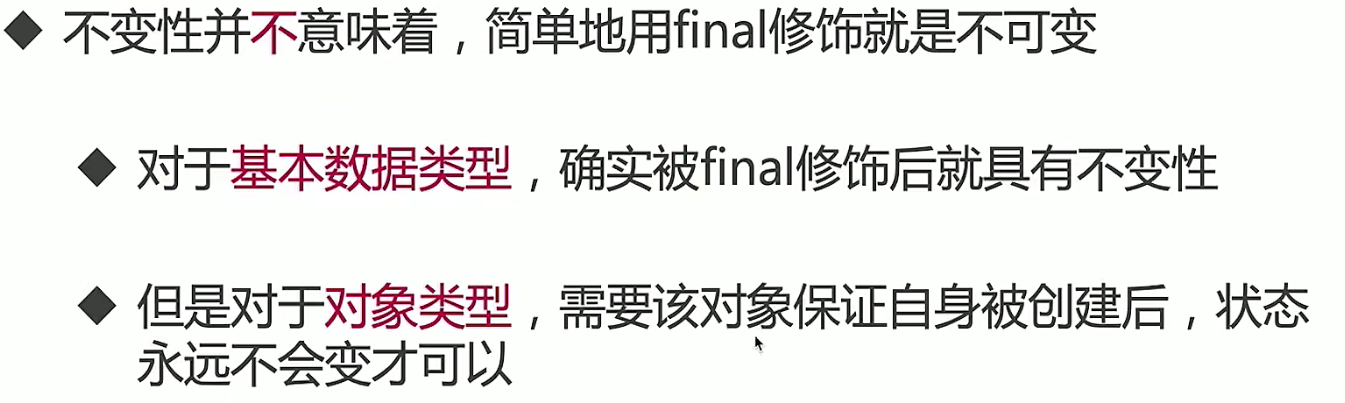 ◆ 不变性并不意味着，简单地用final修饰就是不可变
◆ 对于基本数据类型，确实被final修饰后就具有不变性
◆ 但是对于对象类型，需要该对象保证自身被创建后，状态
永远不会变才可以